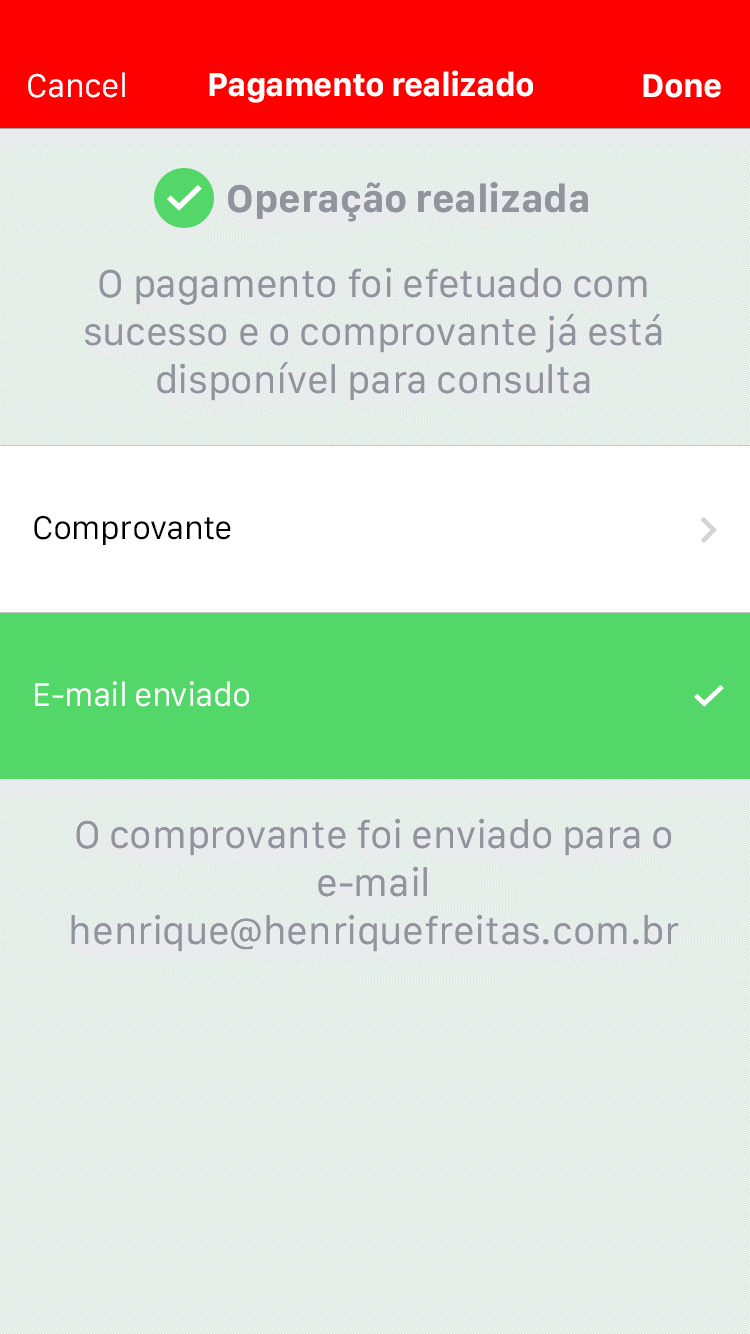 Cancel Pagamento realizado Done
Operação realizada
O pagamento foi efetuado com
sucesso e o comprovante já está
disponível para consulta
Comprovante
E-mail enviado
O comprovante foi enviado para o
e-mail
henrique@henriquefreitas.com.br